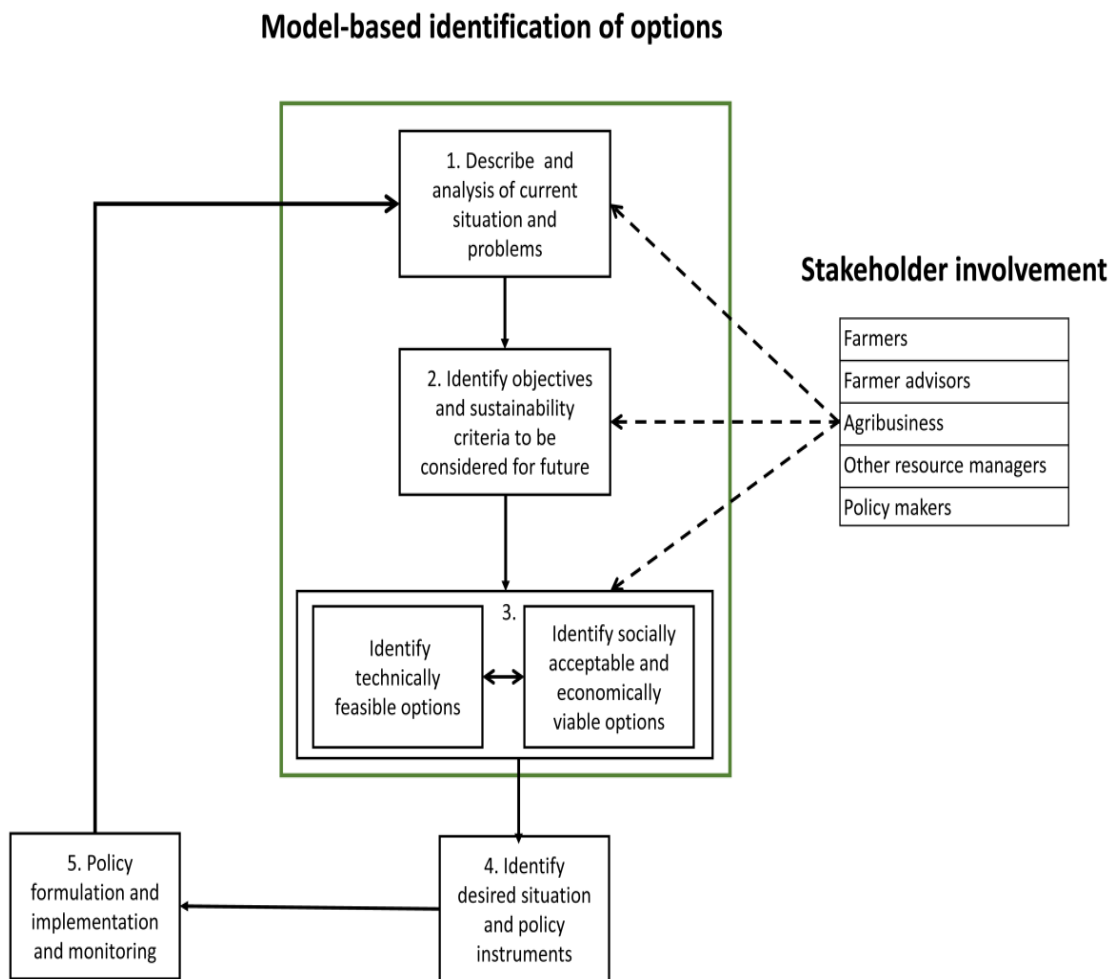 Model-based identification of options
1. Describe and
analysis of current
situation and
problems
Stakeholder involvement
Farmers
Farmer advisors
Agribusiness
Other resource managers
Policy makers
2. Identify objectives
and sustainability
criteria to be
considered for future
3.
Identify
technically
feasible options
Identify socially
acceptable and
economically
viable options
4. Identify
desired situation
and policy
instruments
5. Policy
formulation and
implementation
and monitoring